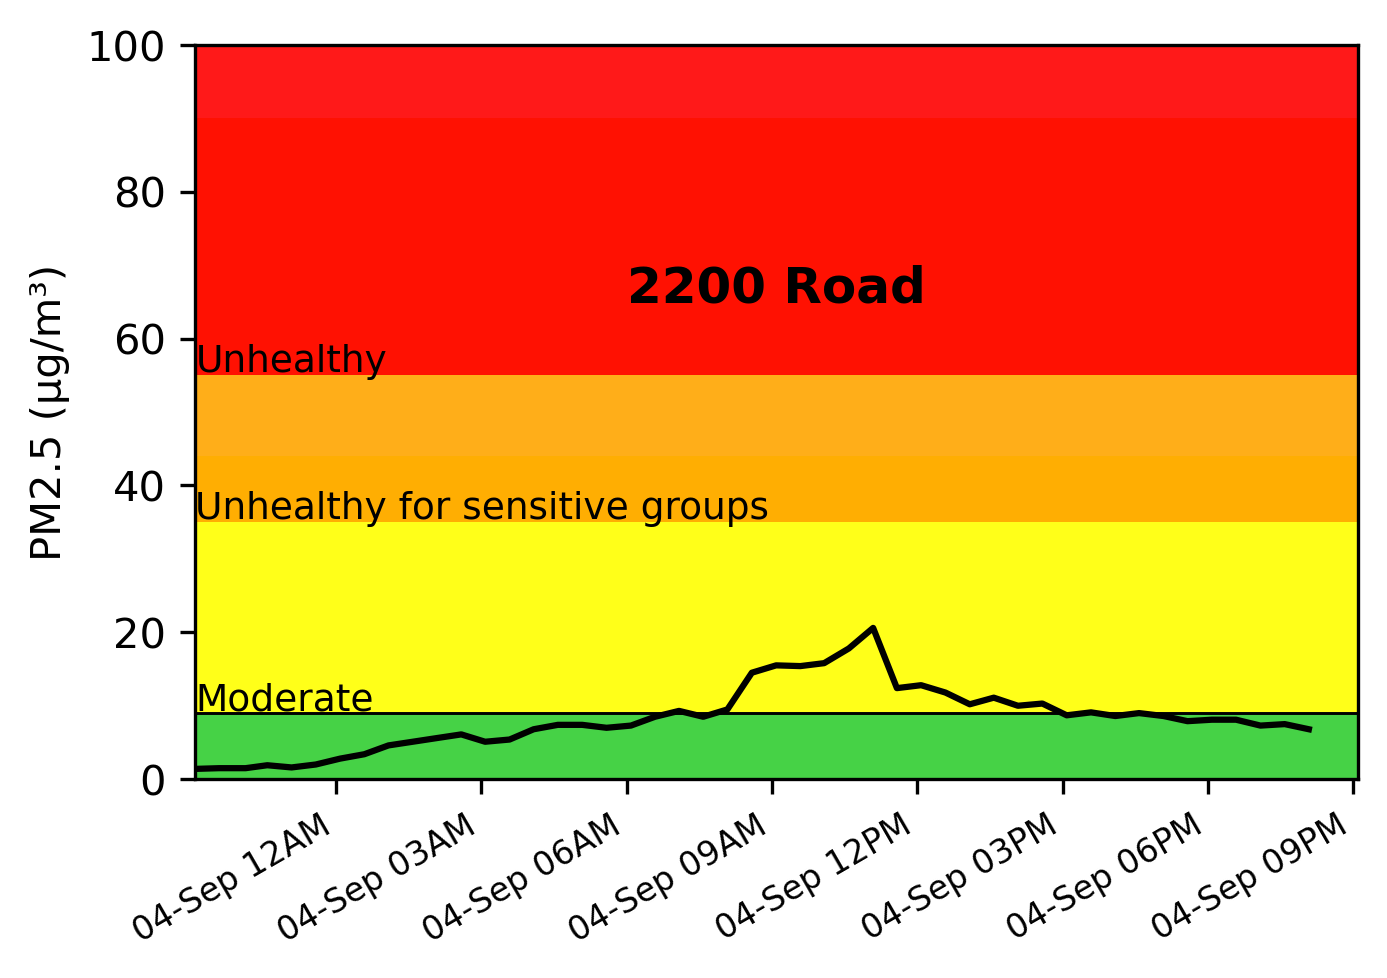 100
80
60
40
20
0
PM2.5 (µg/m³)
2200 Road
Unhealthy
Unhealthy for sensitive groups
Moderate
04-Sep 12AM
04-Sep 03AM
04-Sep 06AM
04-Sep 09AM
04-Sep 12PM
04-Sep 03PM
04-Sep 06PM
04-Sep 09PM